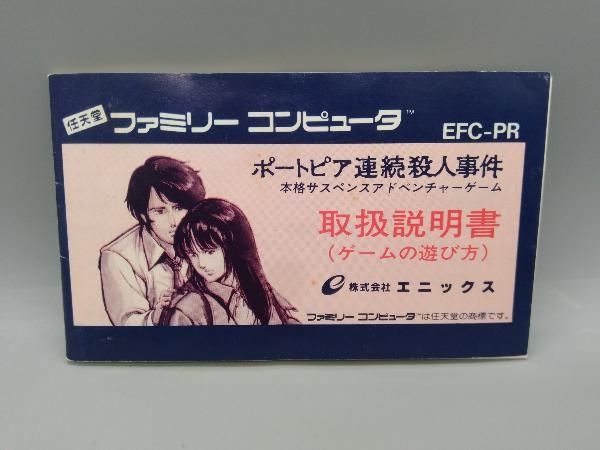 任天堂 ファミリー コンピュータ™
EFC-PR
ポートピア連続殺人事件
本格サスペンスアドベンチャーゲーム
取扱説明書
(ゲームの遊び方)
e 株式会社 エニックス
ファミリー コンピュータ™は任天堂の商標です。